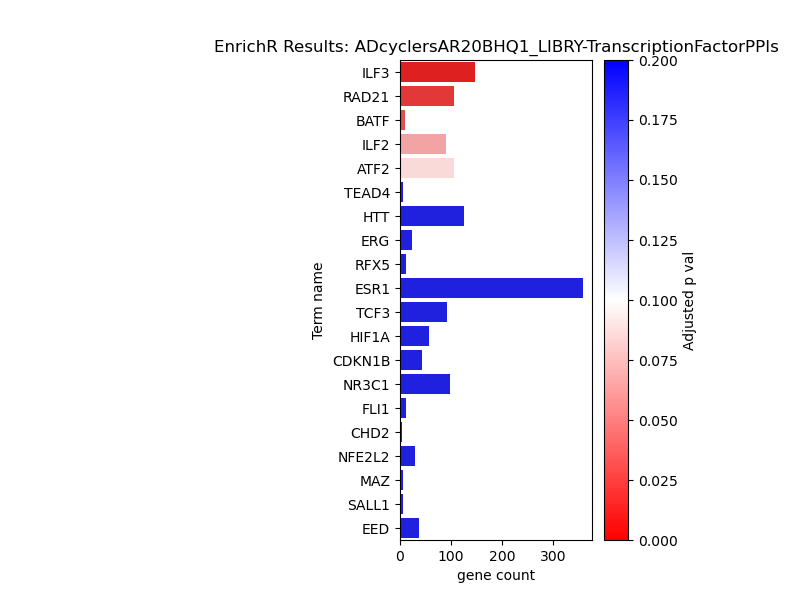 EnrichR Results: ADcyclersAR20BHQ1_LIBRY-TranscriptionFactorPPIs
ILF3
RAD21
BATF
ILF2
ATF2
TEAD4
HTT
ERG
RFX5
ESR1
TCF3
HIF1A
CDKN1B
NR3C1
FLI1
CHD2
NFE2L2
MAZ
SALL1
EED
Term name
0 100 200 300
gene count
0.200
0.175
0.150
0.125
0.100
0.075
0.050
0.025
0.000
Adjusted p val